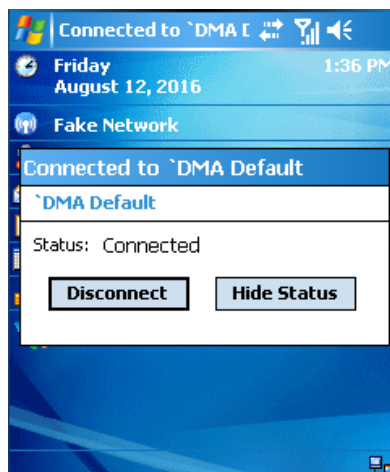 Connected to `DMA D
Friday
1:36 PM
August 12, 2016
Fake Network
Connected to `DMA Default
`DMA Default
Status: Connected
Disconnect
Hide Status